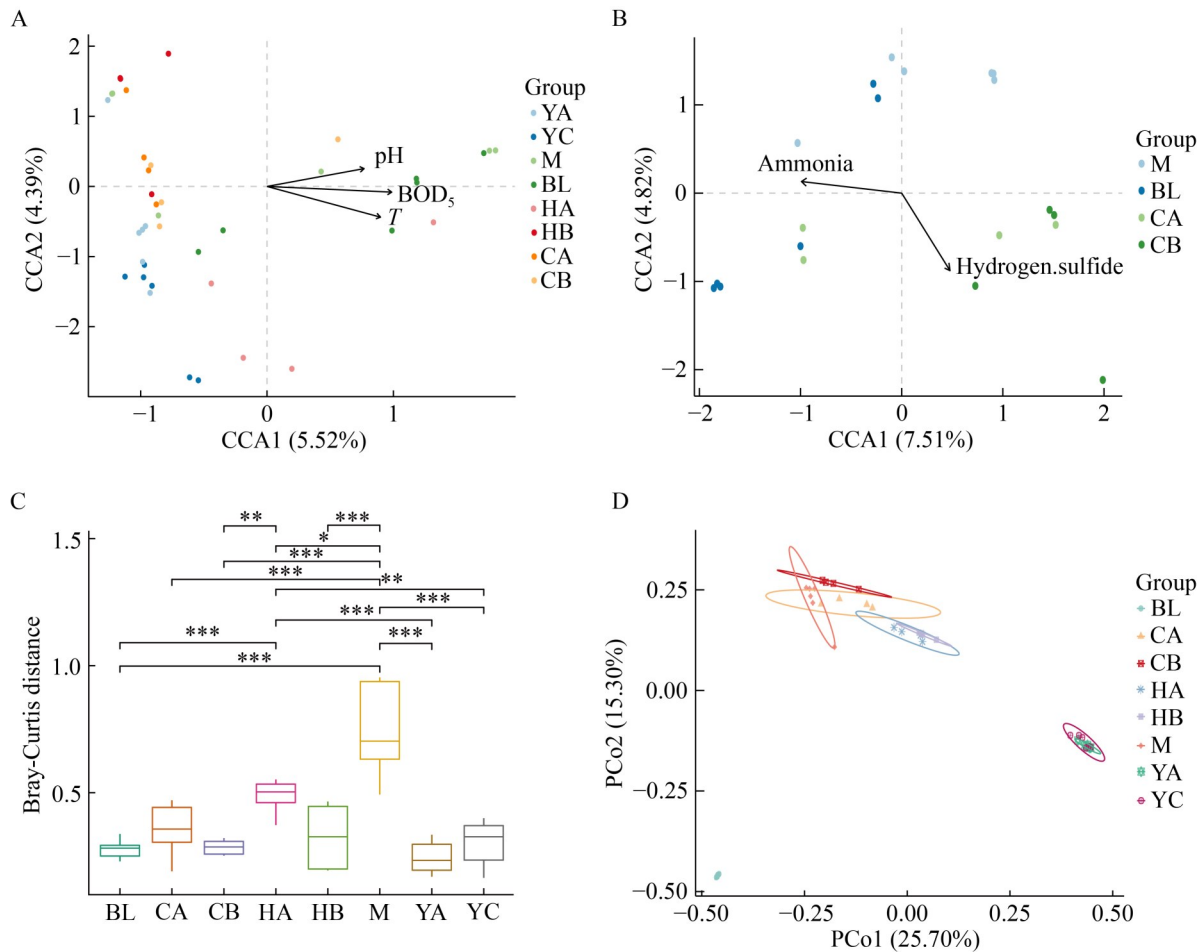 A
CCA2 (4.39%)
2
1
0
−1
−2
pH
BOD5
T
−1
0
1
CCA1 (5.52%)
Group
YA
YC
M
BL
HA
HB
CA
CB
B
CCA2 (4.82%)
1
0
−1
−2
Ammonia
Hydrogen.sulfide
−2
−1
0
1
2
CCA1 (7.51%)
Group
M
BL
CA
CB
C
Bray-Curtis distance
1.5
1.0
0.5
** ***
*
***
*** **
***
*** ***
*** ***
***
BL CA CB HA HB M YA YC
D
PCo2 (15.30%)
0.25
0.00
−0.25
−0.50
−0.50 −0.25 0.00 0.25 0.50
PCo1 (25.70%)
Group
BL
CA
CB
HA
HB
M
YA
YC